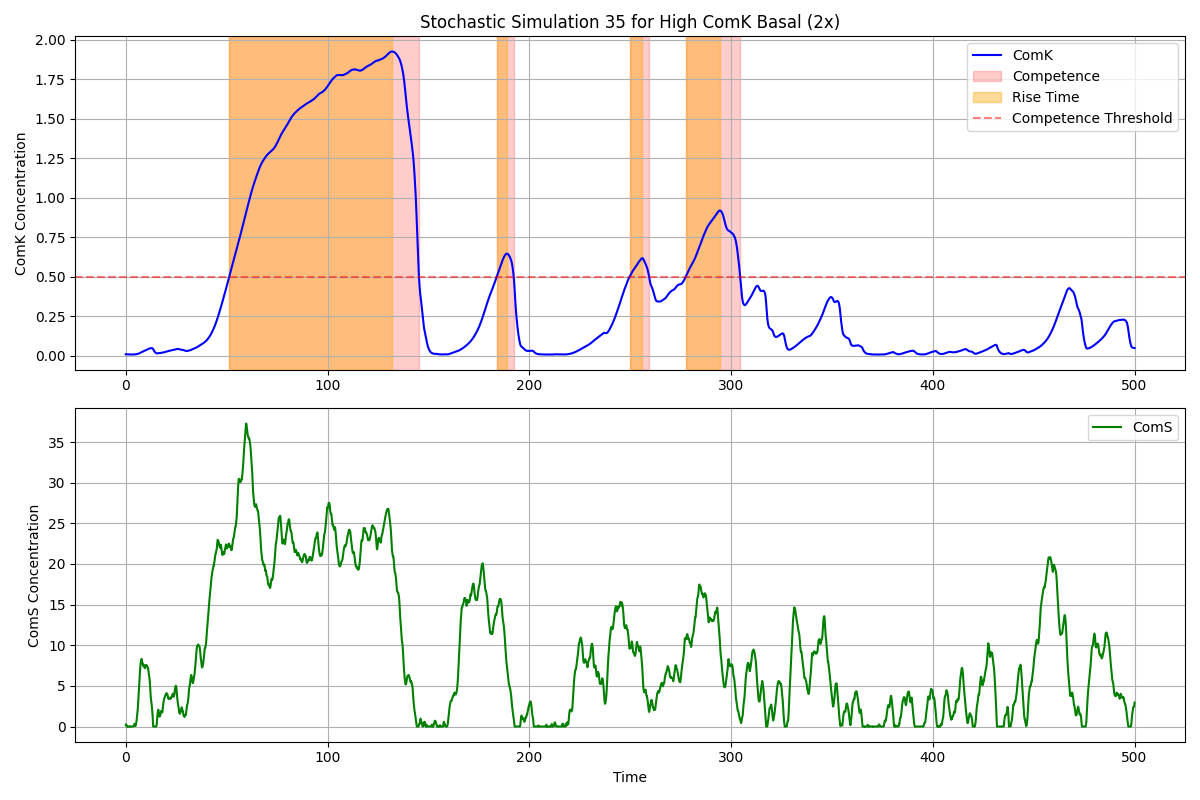 Stochastic Simulation 35 for High ComK Basal (2x)
ComK Concentration
2.00
1.75
1.50
1.25
1.00
0.75
0.50
0.25
0.00
ComK
Competence
Rise Time
Competence Threshold
0 100 200 300 400 500
ComS Concentration
35
30
25
20
15
10
5
0
ComS
0 100 200 300 400 500
Time